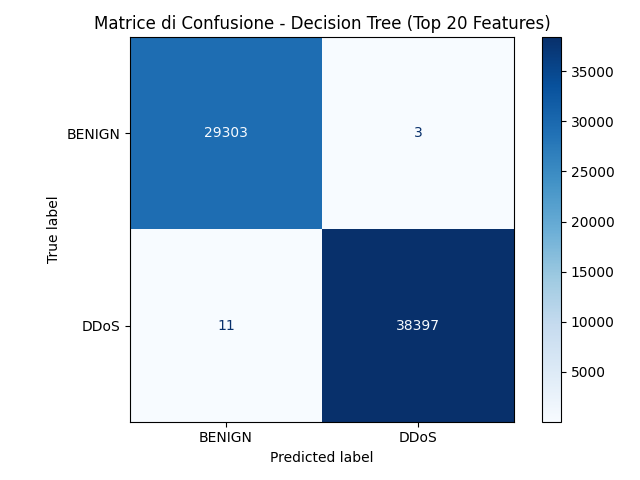 Matrice di Confusione - Decision Tree (Top 20 Features)
True label
BENIGN
29303
3
DDoS
11
38397
BENIGN
DDoS
Predicted label
35000
30000
25000
20000
15000
10000
5000